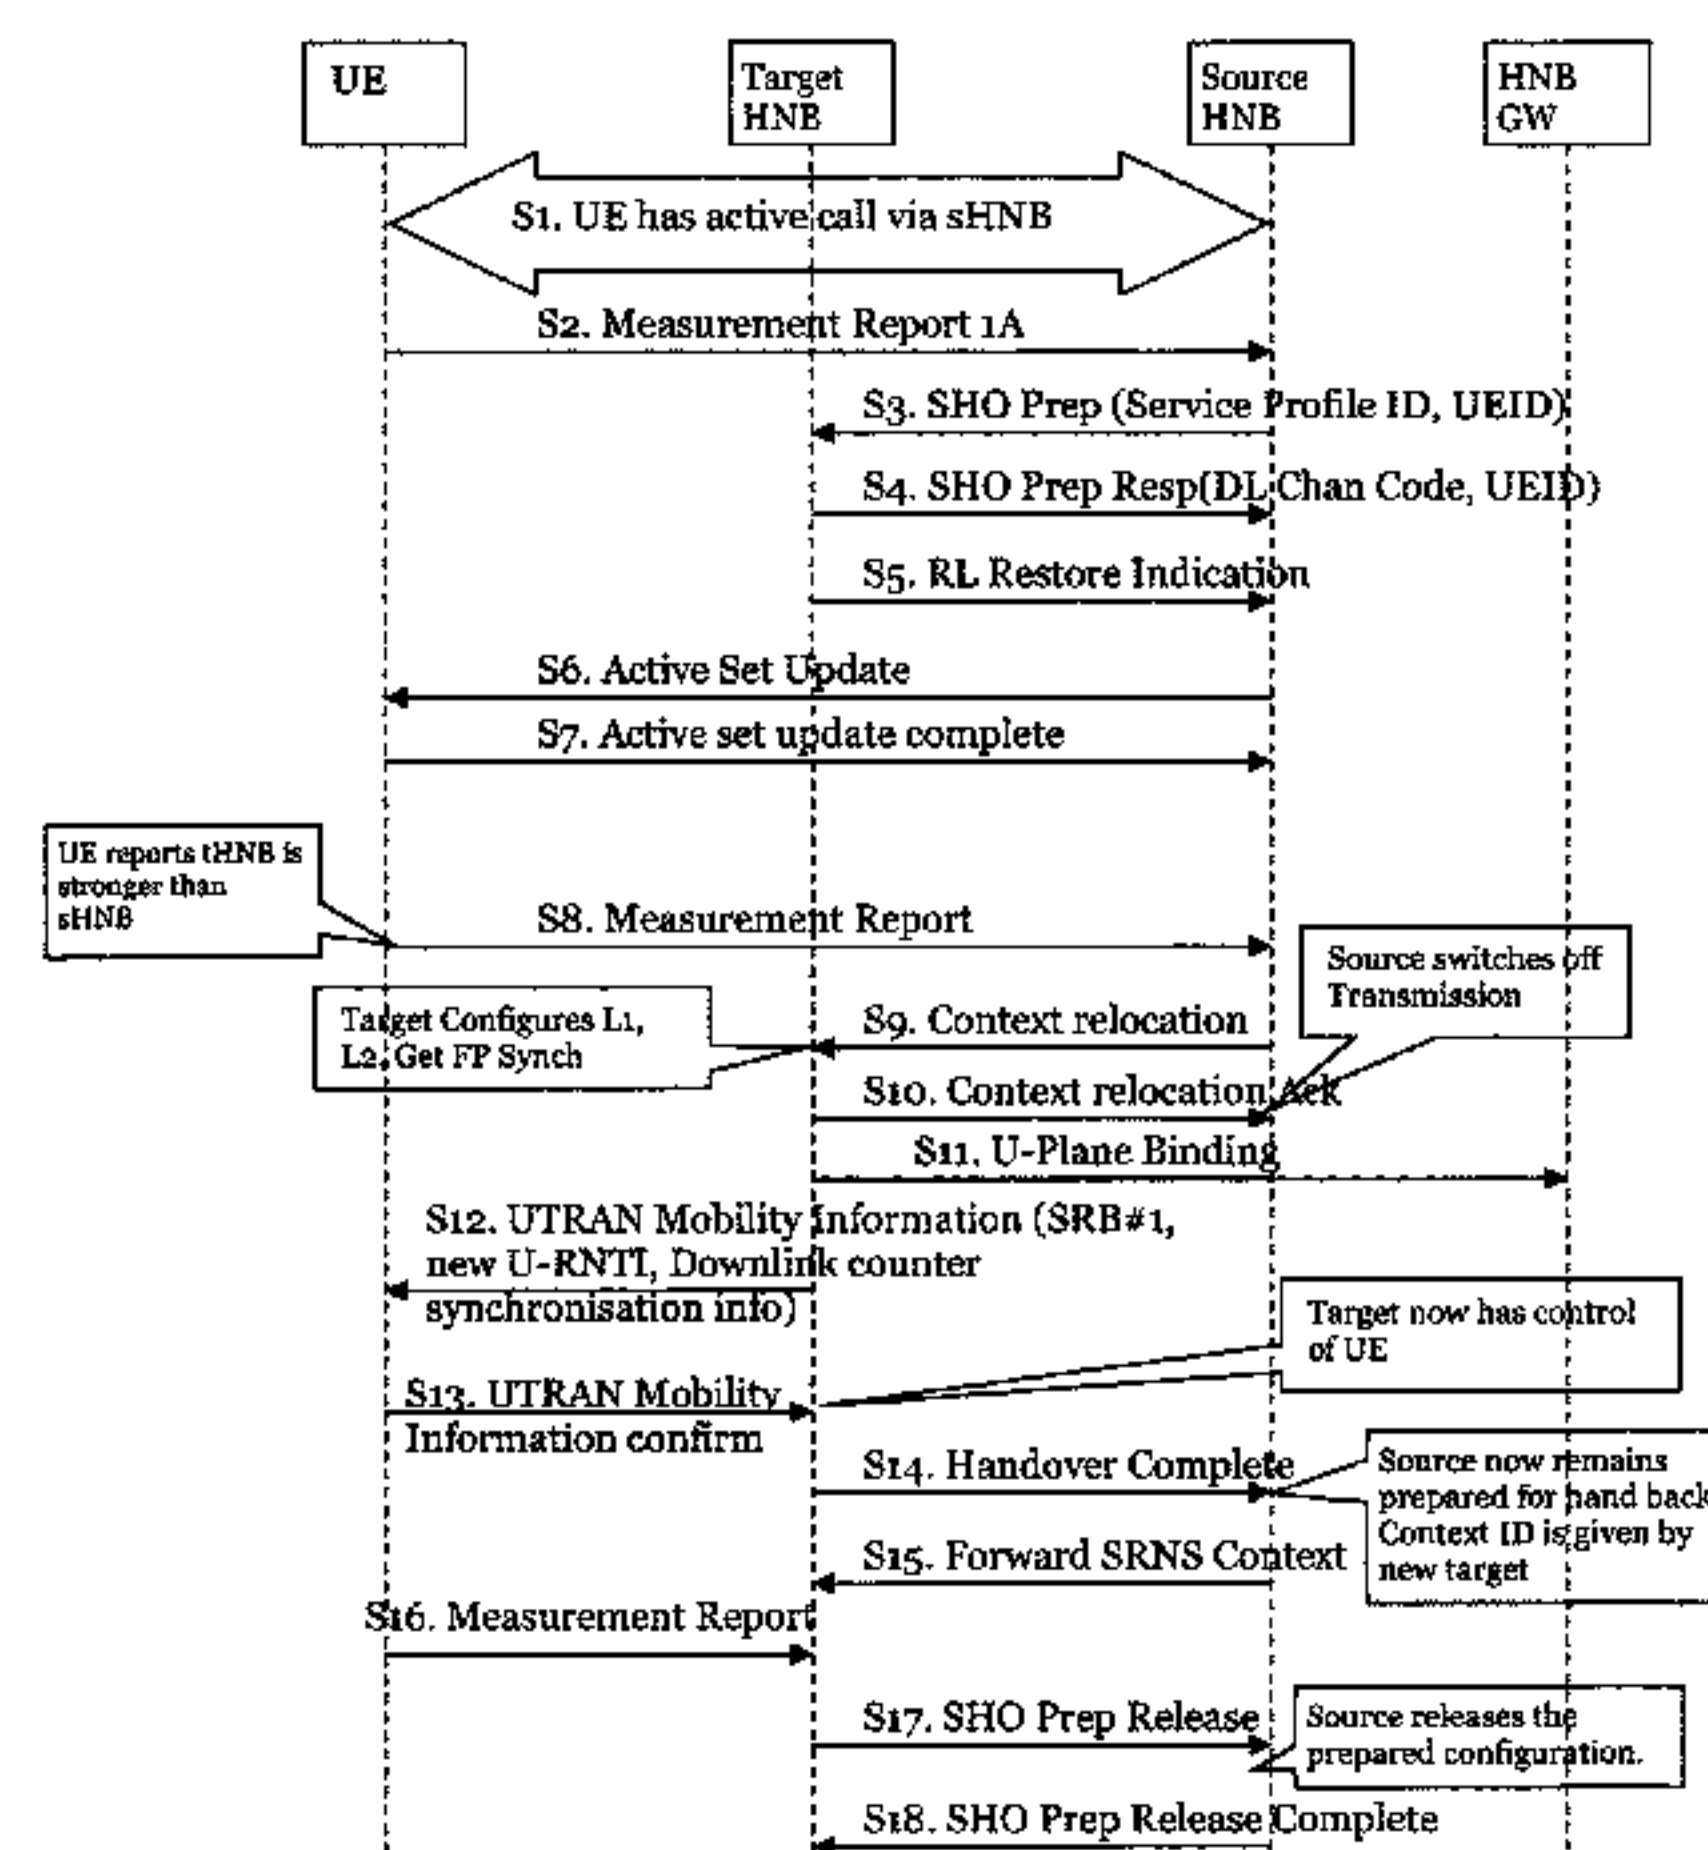 UE
Target
HNB
Source
HNB
HNB
GW
S1. UE has active call via sHNB
S2. Measurement Report 1A
S3. SHO Prep (Service Profile ID, UEID)
S4. SHO Prep Resp(DL Chan Code, UEID)
S5. RL Restore Indication
S6. Active Set Update
S7. Active set update complete
UE reports tHNB is
stronger than
sHNB
S8. Measurement Report
Source switches off
Transmission
Target Configures L1,
L2, Get FP Synch
S9. Context relocation
S10. Context relocation Ack
S11. U-Plane Binding
S12. UTRAN Mobility Information (SRB#1,
new U-RNTI, Downlink counter
synchronisation info)
Target now has control
of UE
S13. UTRAN Mobility
Information confirm
S14. Handover Complete
Source now remains
prepared for hand back
Context ID is given by
new target
S15. Forward SRNS Context
S16. Measurement Report
S17. SHO Prep Release
Source releases the
prepared configuration.
S18. SHO Prep Release Complete